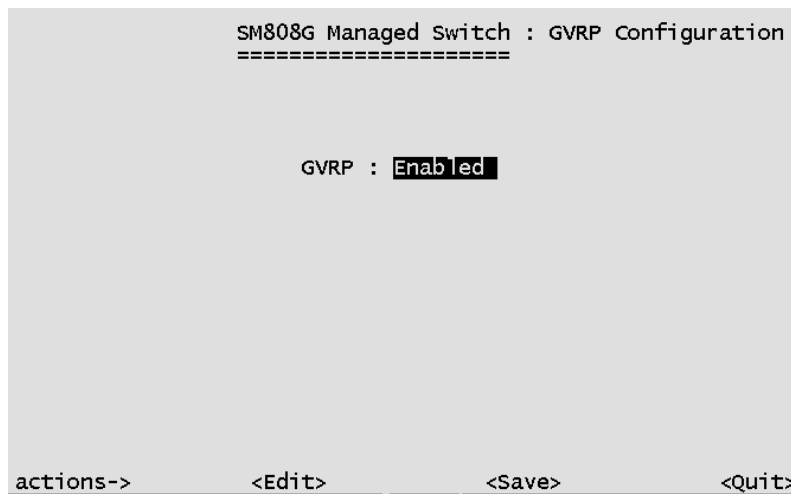 SM808G Managed Switch : GVRP Configuration
=====================
GVRP : Enabled
actions-> <Edit> <Save> <Quit>